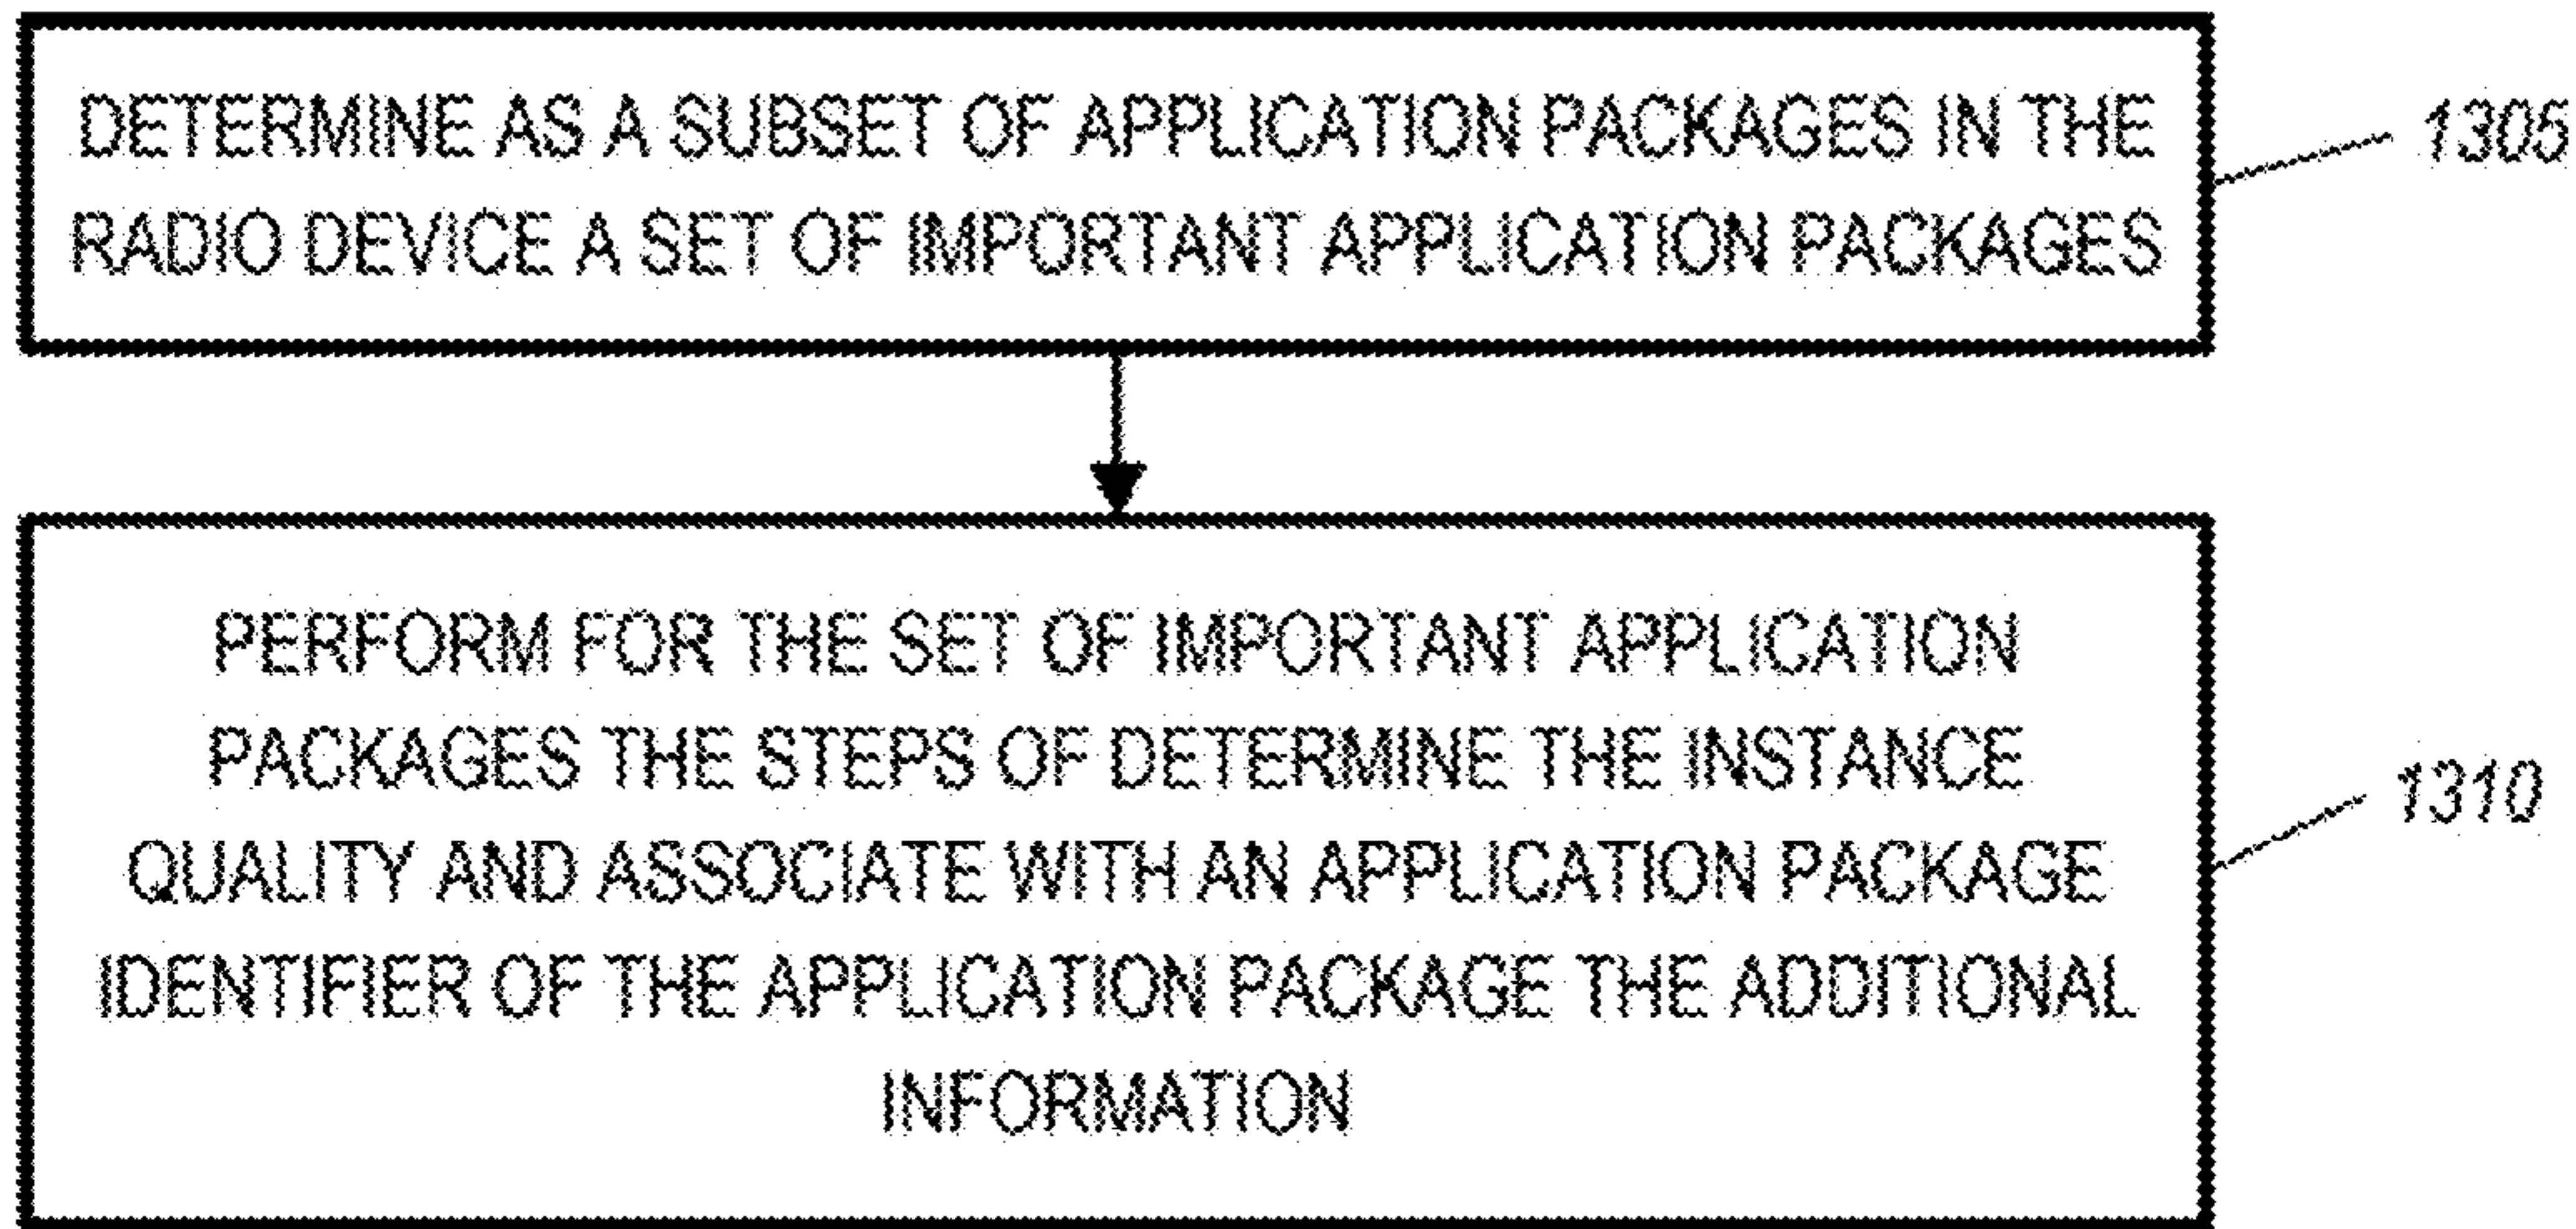 DETERMINE AS A SUBSET OF APPLICATION PACKAGES IN THE
RADIO DEVICE A SET OF IMPORTANT APPLICATION PACKAGES
1305
PERFORM FOR THE SET OF IMPORTANT APPLICATION
PACKAGES THE STEPS OF DETERMINE THE INSTANCE
QUALITY AND ASSOCIATE WITH AN APPLICATION PACKAGE
IDENTIFIER OF THE APPLICATION PACKAGE THE ADDITIONAL
INFORMATION
1310